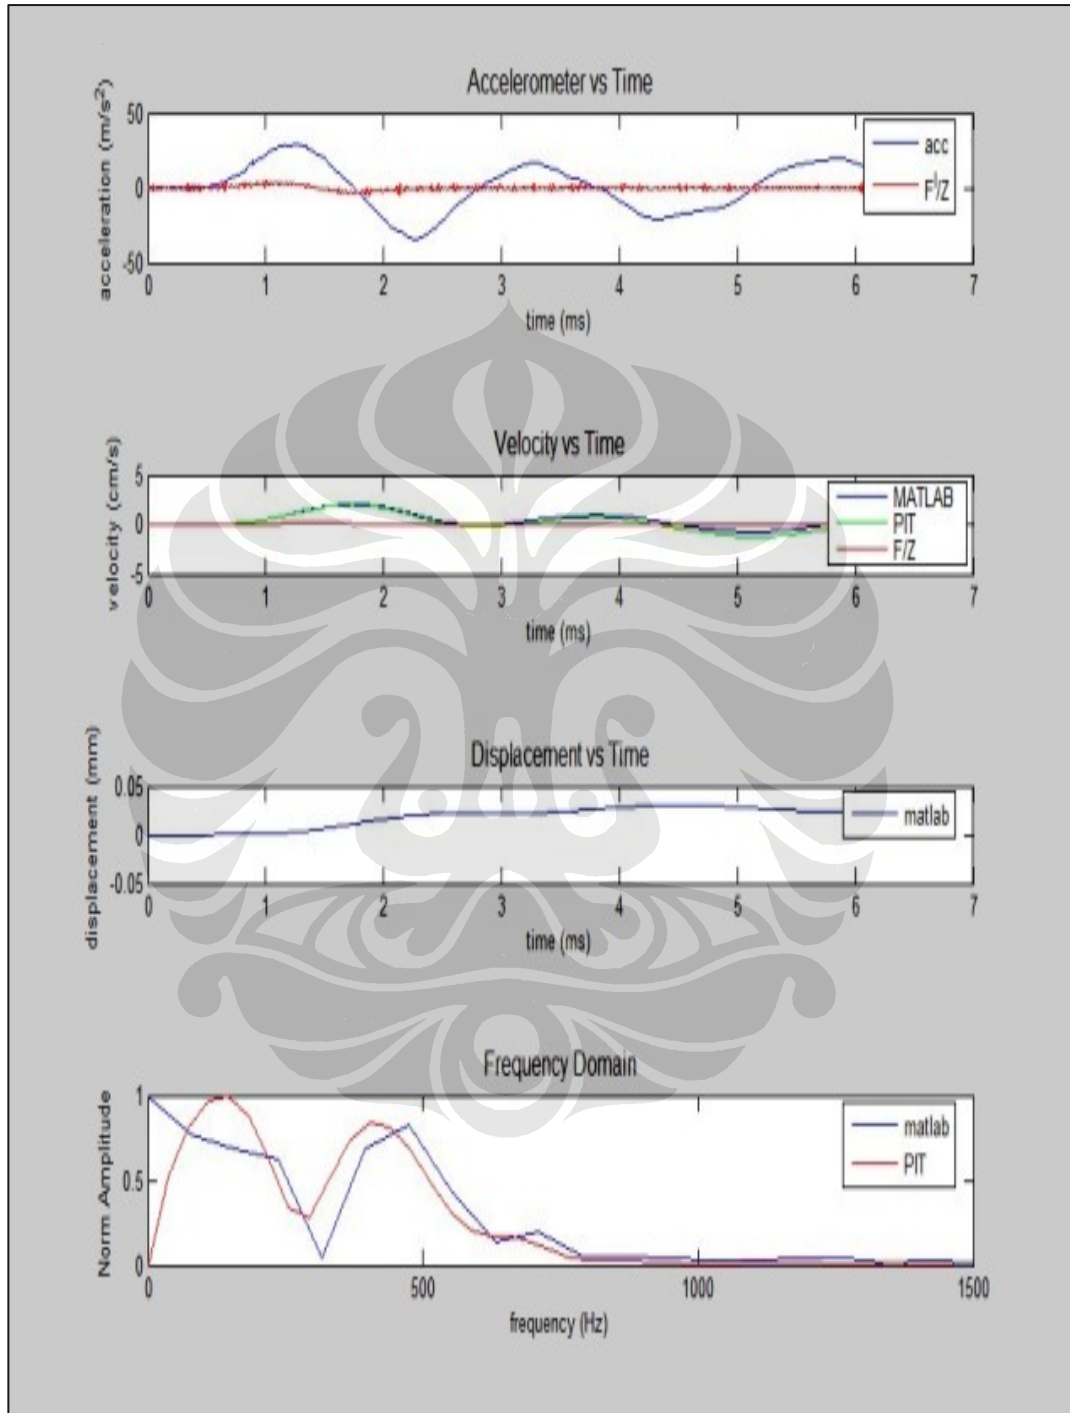 Accelerometer vs Time
acceleration (m/s²)
50
0
-50
acc
F|/Z
0 1 2 3 4 5 6 7
time (ms)
Velocity vs Time
velocity (cm/s)
5
0
-5
MATLAB
PIT
F/Z
0 1 2 3 4 5 6 7
time (ms)
Displacement vs Time
displacement (mm)
0.05
0
-0.05
matlab
0 1 2 3 4 5 6 7
time (ms)
Frequency Domain
Norm Amplitude
1
0.5
0
matlab
PIT
0 500 1000 1500
frequency (Hz)